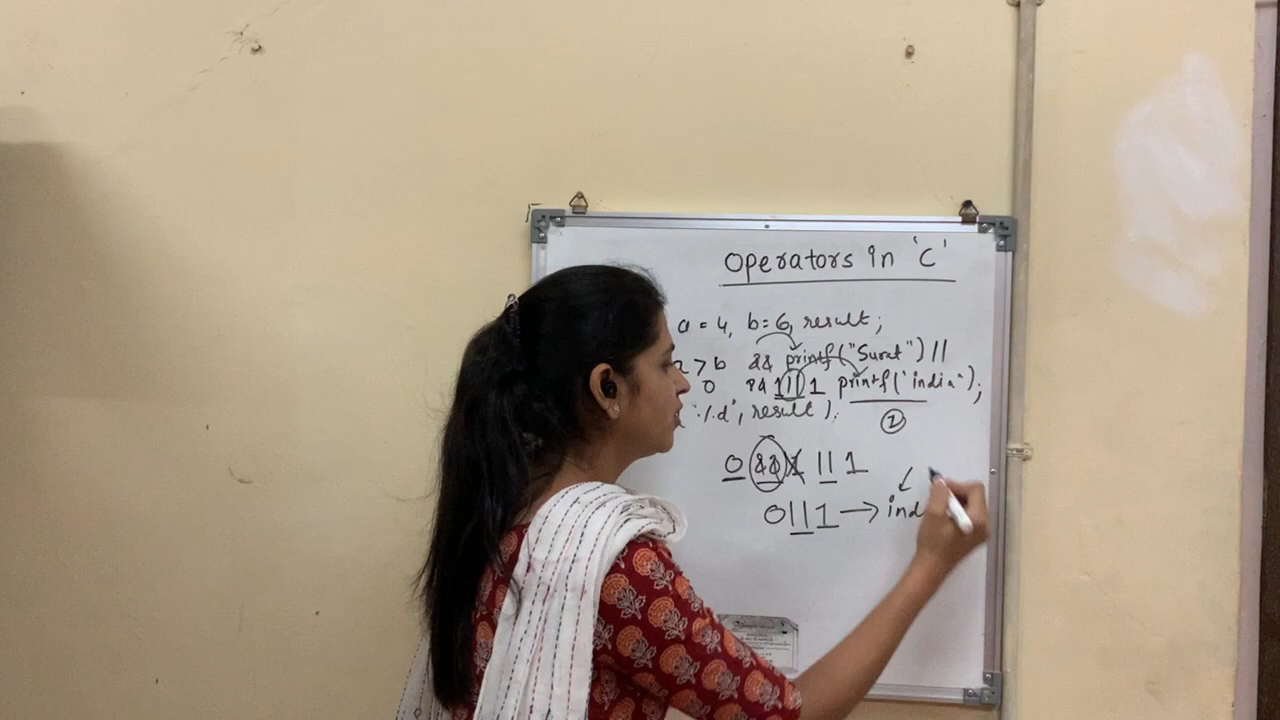 Operators in 'C'
a = 4, b = 6, result;
a > b && printf("Surat") ||
0 && 1 || 1 printf("india");
"%d", result);
2
0 && 1 || 1
0 || 1 → ind